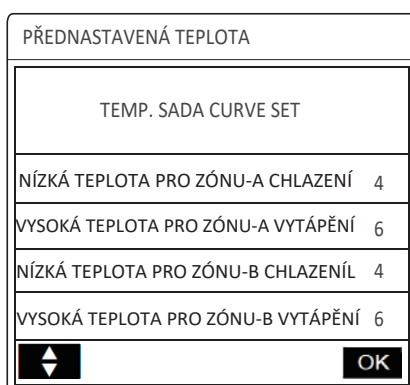 PŘEDNASTAVENÁ TEPLOTA
TEMP. SADA CURVE SET
NÍZKÁ TEPLOTA PRO ZÓNU-A CHLAZENÍ 4
VYSOKÁ TEPLOTA PRO ZÓNU-A VYTÁPĚNÍ 6
NÍZKÁ TEPLOTA PRO ZÓNU-B CHLAZENÍL 4
VYSOKÁ TEPLOTA PRO ZÓNU-B VYTÁPĚNÍ 6
OK